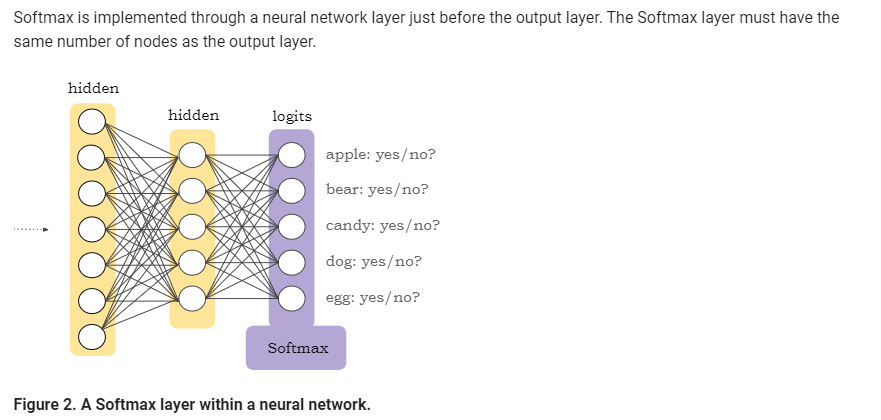 Softmax is implemented through a neural network layer just before the output layer. The Softmax layer must have the
same number of nodes as the output layer.
hidden
hidden
logits
apple: yes/no?
bear: yes/no?
candy: yes/no?
dog: yes/no?
egg: yes/no?
Softmax
Figure 2. A Softmax layer within a neural network.